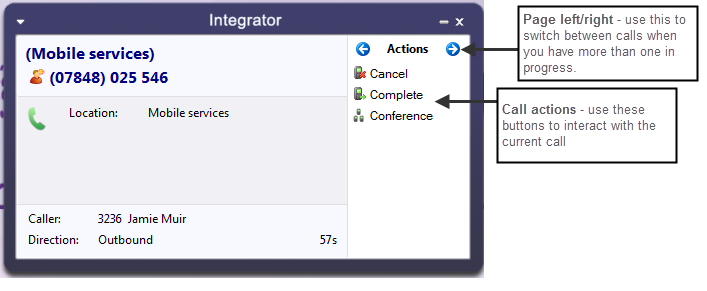 Integrator
(Mobile services)
(07848) 025 546
Location: Mobile services
Caller: 3236 Jamie Muir
Direction: Outbound 57s
Actions
Cancel
Complete
Conference
Page left/right - use this to
switch between calls when
you have more than one in
progress.
Call actions - use these
buttons to interact with the
current call